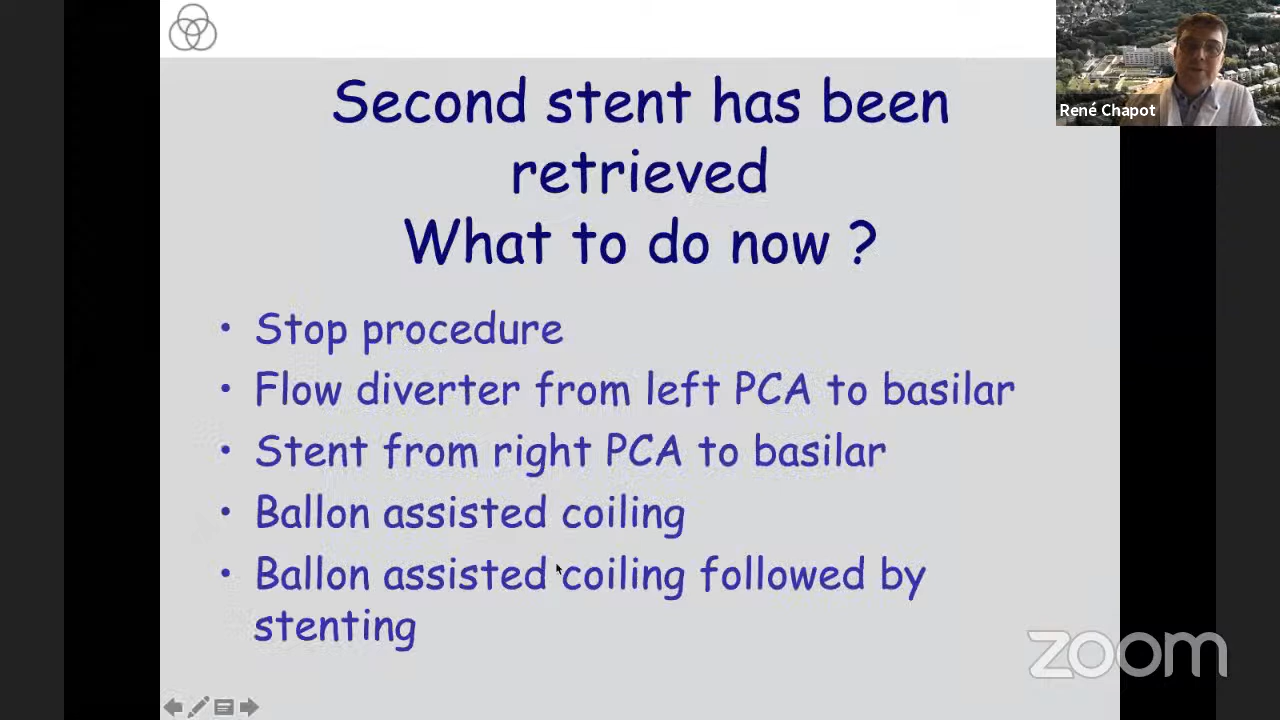 Second stent has been
retrieved
What to do now ?
• Stop procedure
• Flow diverter from left PCA to basilar
• Stent from right PCA to basilar
• Ballon assisted coiling
• Ballon assisted coiling followed by
stenting
René Chapot
zoom